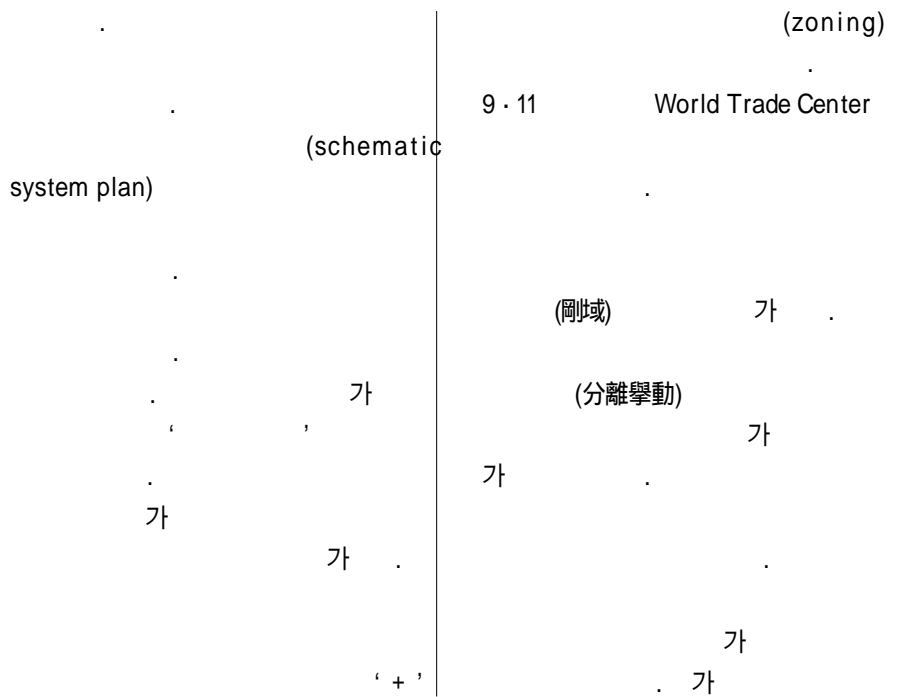 .
.
(schematic
system plan)
.
.
. 가
‘ ’
.
가
가 .
‘ + ’
(zoning)
.
9 · 11 World Trade Center
.
(剛域) 가 .
(分離擧動)
가
가 .
.
가
. 가